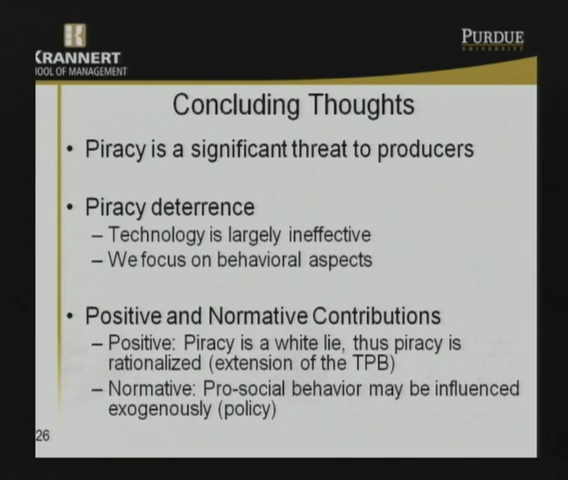 KRANNERT
OOL OF MANAGEMENT
PURDUE
UNIVERSITY
Concluding Thoughts
• Piracy is a significant threat to producers
• Piracy deterrence
– Technology is largely ineffective
– We focus on behavioral aspects
• Positive and Normative Contributions
– Positive: Piracy is a white lie, thus piracy is
rationalized (extension of the TPB)
– Normative: Pro-social behavior may be influenced
exogenously (policy)
26